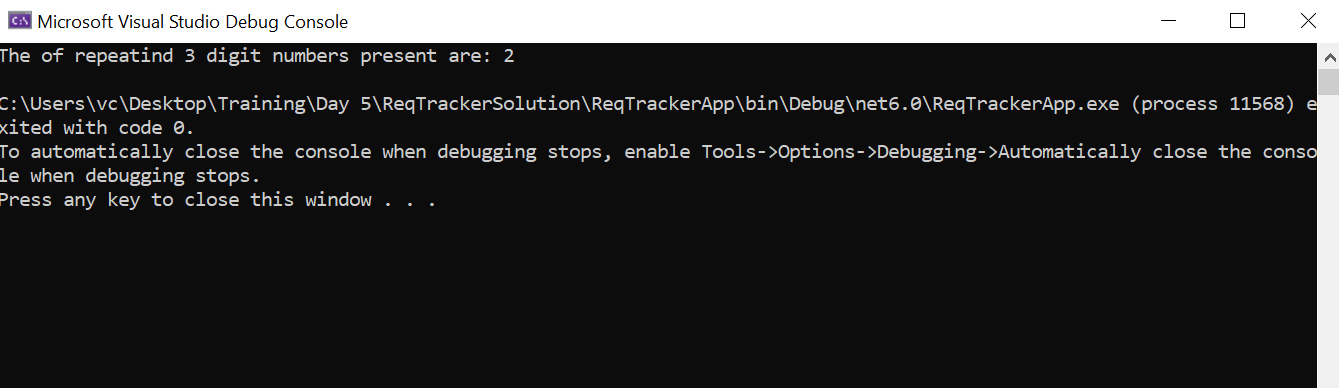 Microsoft Visual Studio Debug Console
The of repeatind 3 digit numbers present are: 2
C:\Users\vc\Desktop\Training\Day 5\ReqTrackerSolution\ReqTrackerApp\bin\Debug\net6.0\ReqTrackerApp.exe (process 11568) e
xited with code 0.
To automatically close the console when debugging stops, enable Tools->Options->Debugging->Automatically close the conso
le when debugging stops.
Press any key to close this window . . .